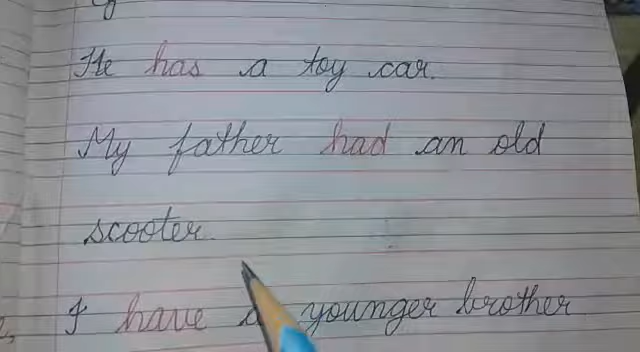 He has a toy car.
My father had an old
scooter.
I have a younger brother